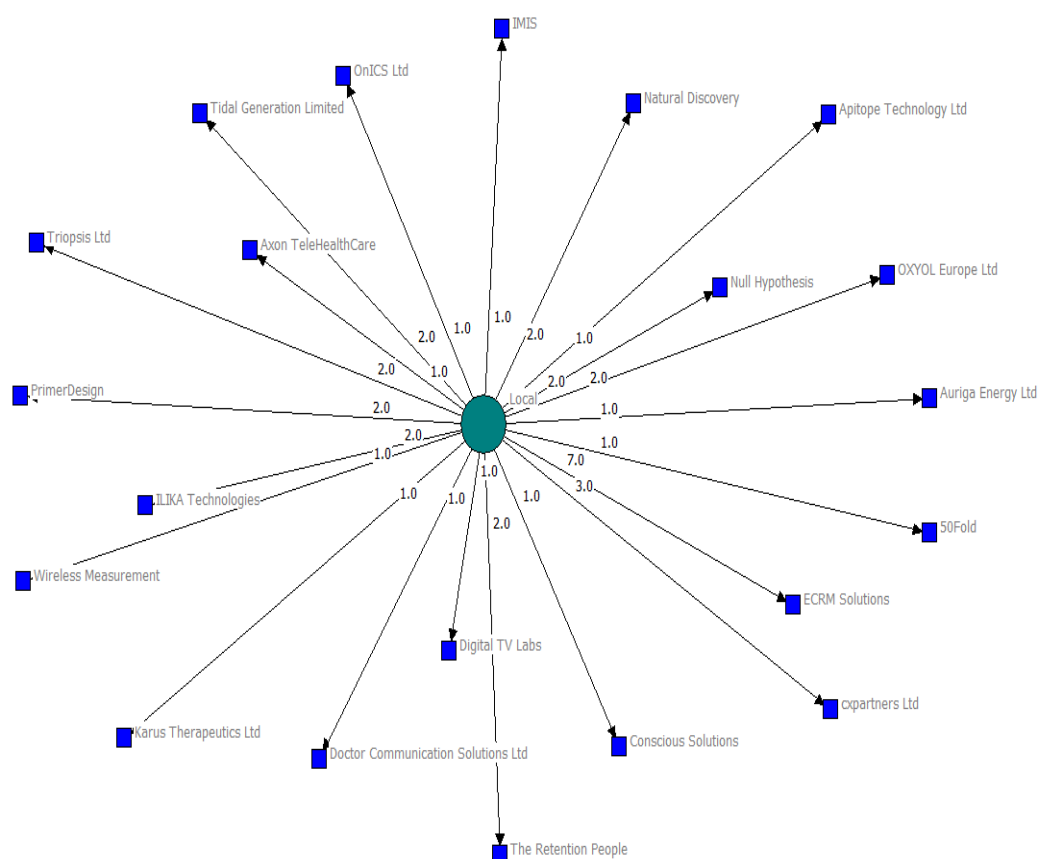 IMIS
OnICS Ltd
Natural Discovery
Tidal Generation Limited
Apitope Technology Ltd
Triopsis Ltd
Axon TeleHealthCare
OXYOL Europe Ltd
Null Hypothesis
1.0
1.0
2.0
2.0
1.0
2.0
1.0
2.0
2.0
PrimerDesign
Auriga Energy Ltd
Local
2.0
1.0
2.0
1.0
1.0
7.0
1.0
3.0
1.0
1.0
1.0
ILIKA Technologies
2.0
50Fold
Wireless Measurement
ECRM Solutions
Digital TV Labs
cxpartners Ltd
Karus Therapeutics Ltd
Conscious Solutions
Doctor Communication Solutions Ltd
The Retention People